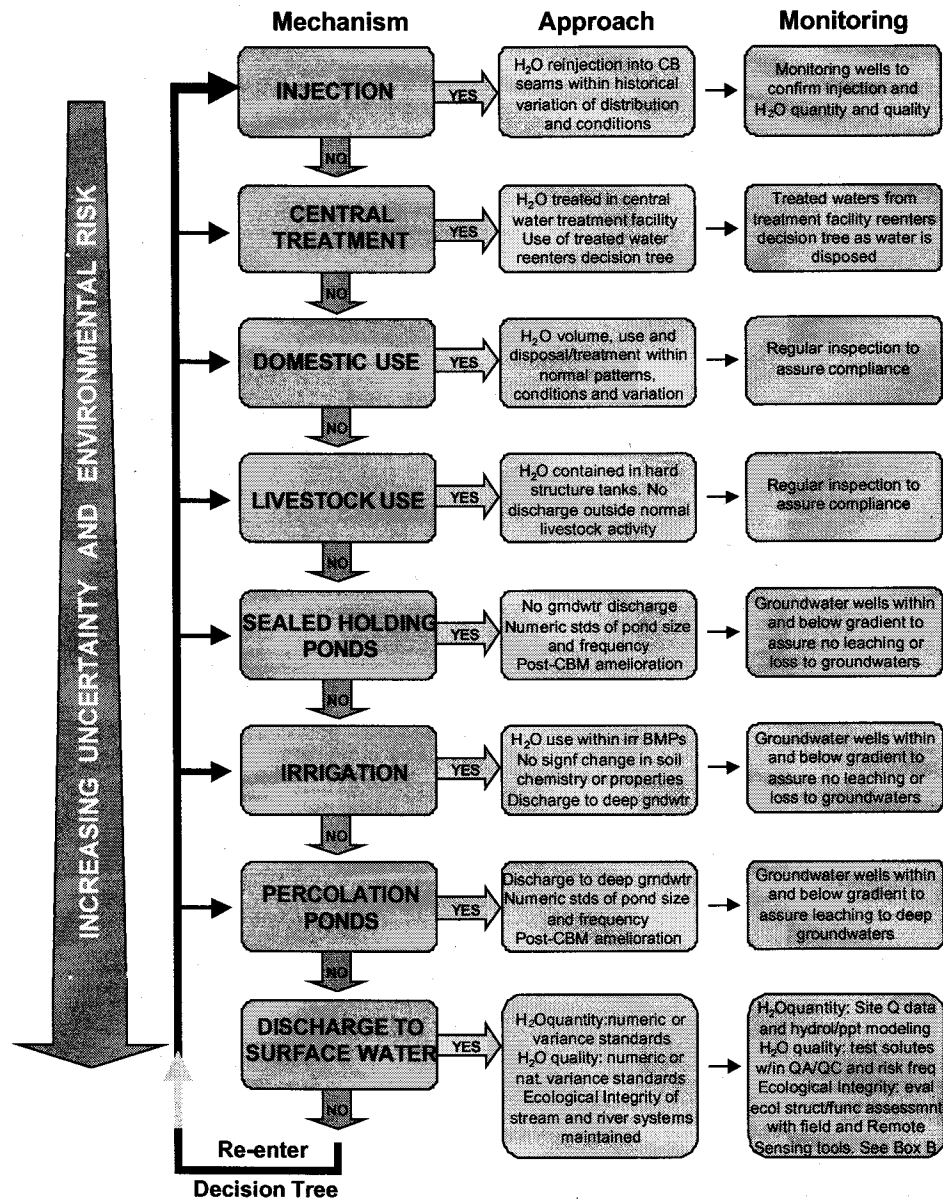 Mechanism
Approach
Monitoring
INCREASING UNCERTAINTY AND ENVIRONMENTAL RISK
INJECTION
YES
H₂O reinjection into CB
seams within historical
variation of distribution
and conditions
Monitoring wells to
confirm injection and
H₂O quantity and quality
NO
CENTRAL
TREATMENT
YES
H₂O treated in central
water treatment facility
Use of treated water
reenters decision tree
Treated waters from
treatment facility reenters
decision tree as water is
disposed
NO
DOMESTIC USE
YES
H₂O volume, use and
disposal/treatment within
normal patterns,
conditions and variation
Regular inspection to
assure compliance
NO
LIVESTOCK USE
YES
H₂O contained in hard
structure tanks. No
discharge outside normal
livestock activity
Regular inspection to
assure compliance
NO
SEALED HOLDING
PONDS
YES
No grndwtr discharge
Numeric stds of pond size
and frequency
Post-CBM amelioration
Groundwater wells within
and below gradient to
assure no leaching or
loss to groundwaters
NO
IRRIGATION
YES
H₂O use within irr BMPs
No signf change in soil
chemistry or properties
Discharge to deep gndwtr
Groundwater wells within
and below gradient to
assure no leaching or
loss to groundwaters
NO
PERCOLATION
PONDS
YES
Discharge to deep grndwtr
Numeric stds of pond size
and frequency
Post-CBM amelioration
Groundwater wells within
and below gradient to
assure leaching to deep
groundwaters
NO
DISCHARGE TO
SURFACE WATER
YES
H₂Oquantity:numeric or
variance standards
H₂O quality: numeric or
nat. variance standards
Ecological Integrity of
stream and river systems
maintained
H₂Oquantity: Site Q data
and hydrol/ppt modeling
H₂O quality: test solutes
w/in QA/QC and risk freq
Ecological Integrity: eval
ecol struct/func assessmnt
with field and Remote
Sensing tools. See Box B
NO
Re-enter
Decision Tree